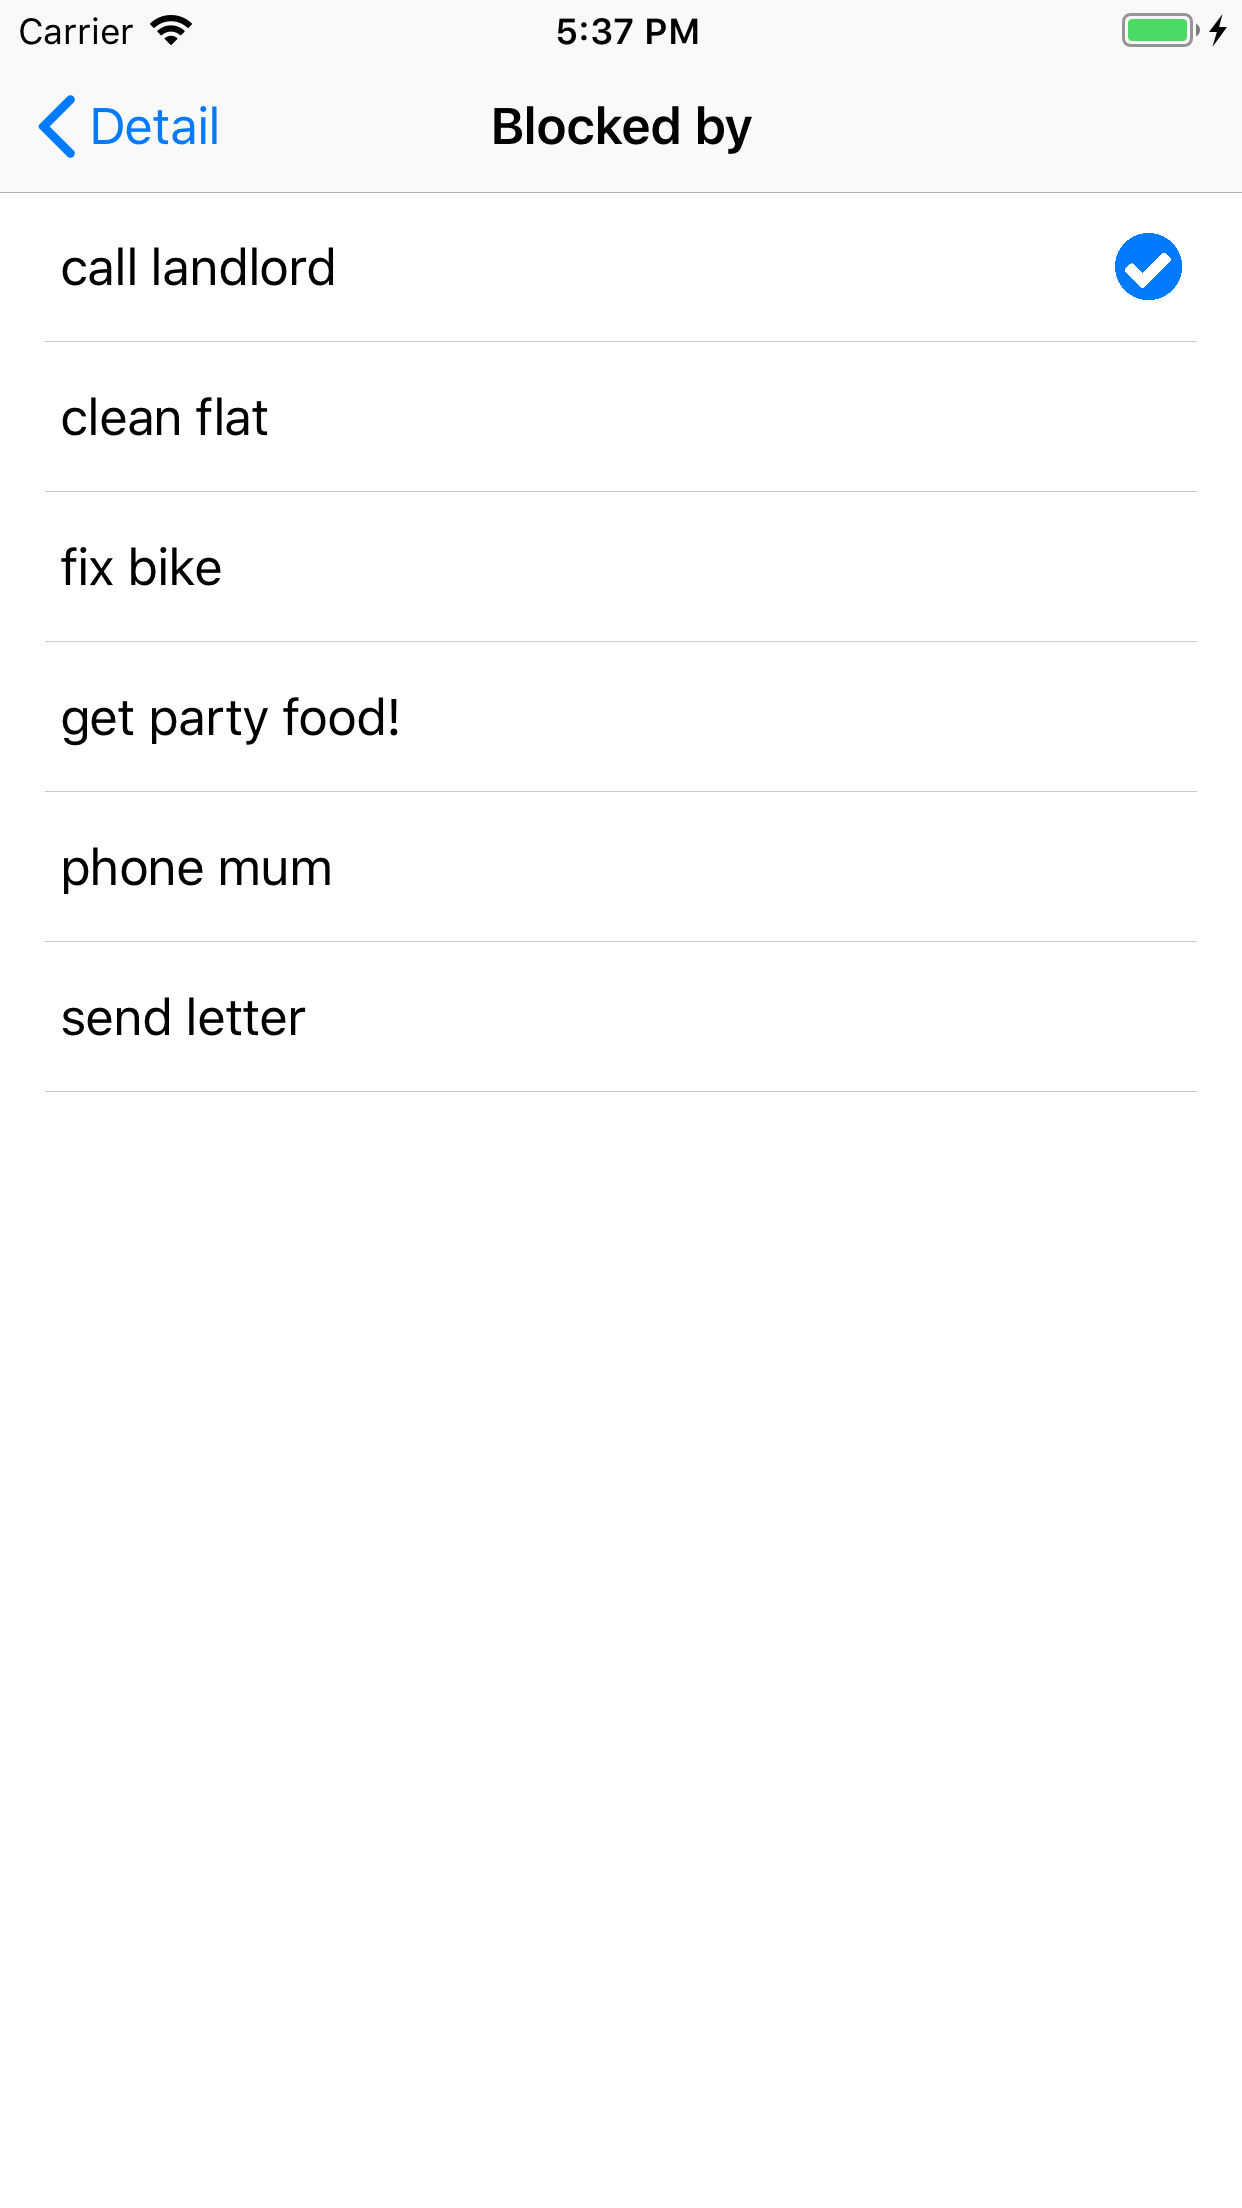 Carrier 5:37 PM
Detail Blocked by
call landlord
clean flat
fix bike
get party food!
phone mum
send letter